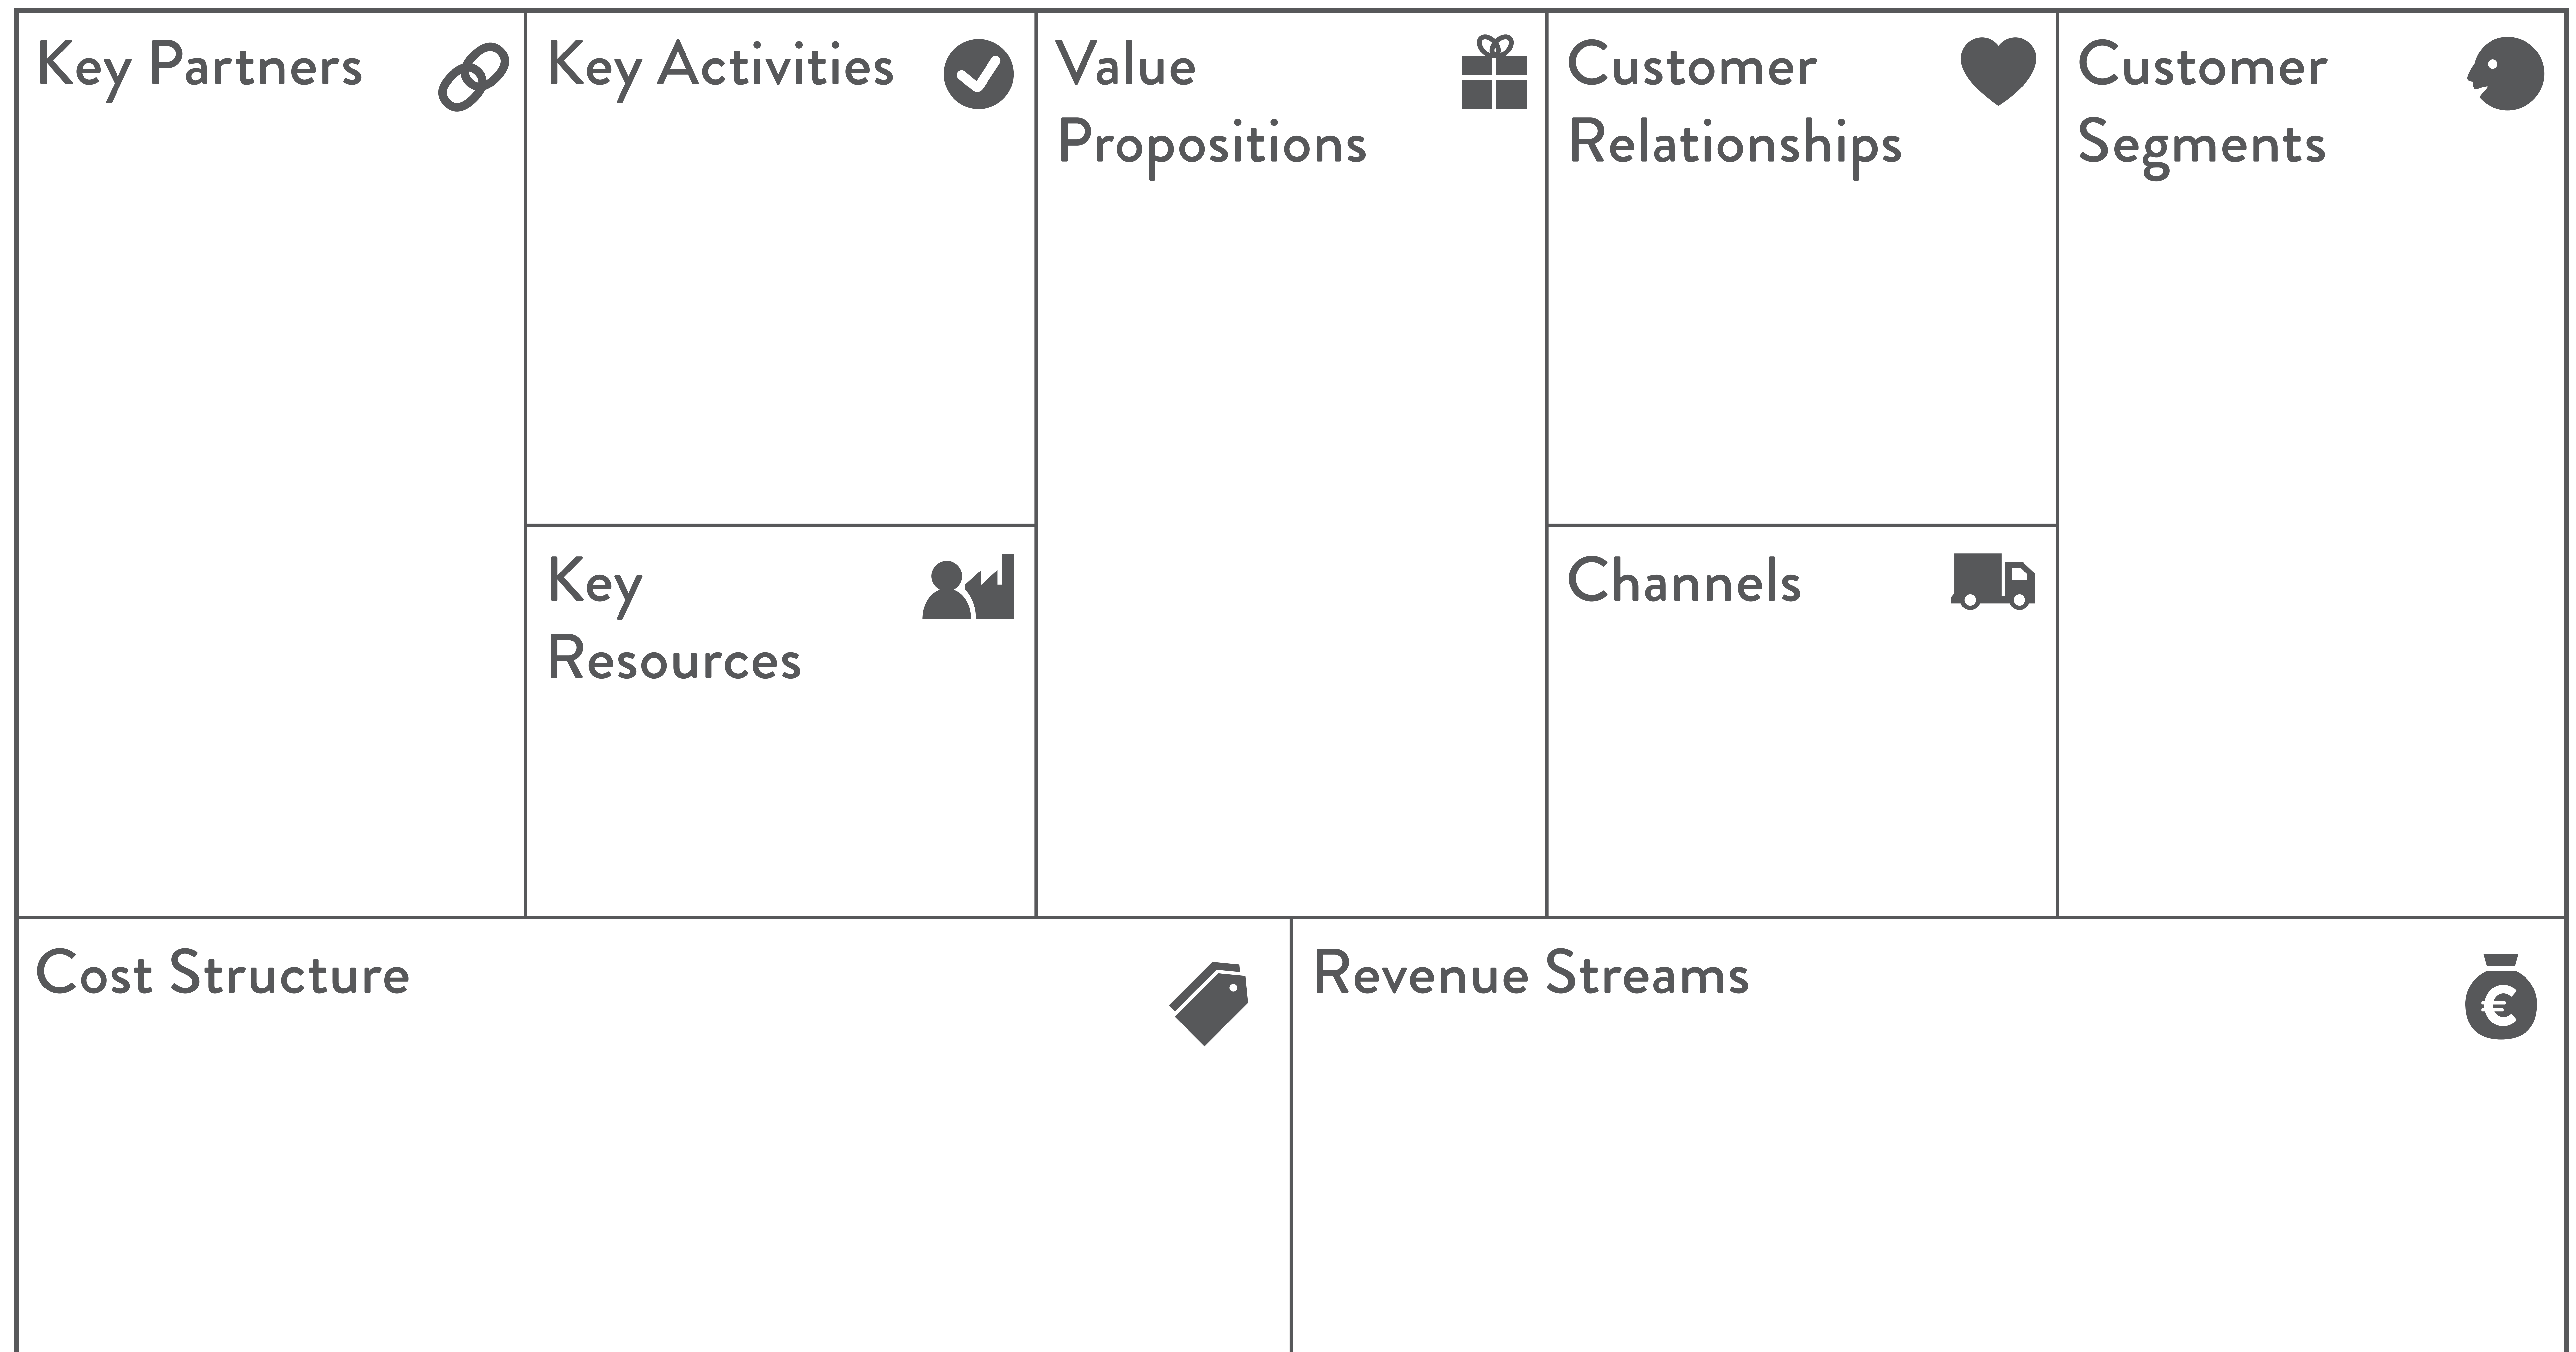 Key Partners
Key Activities
Value
Propositions
Customer
Relationships
Customer
Segments
Key
Resources
Channels
Cost Structure
Revenue Streams
€